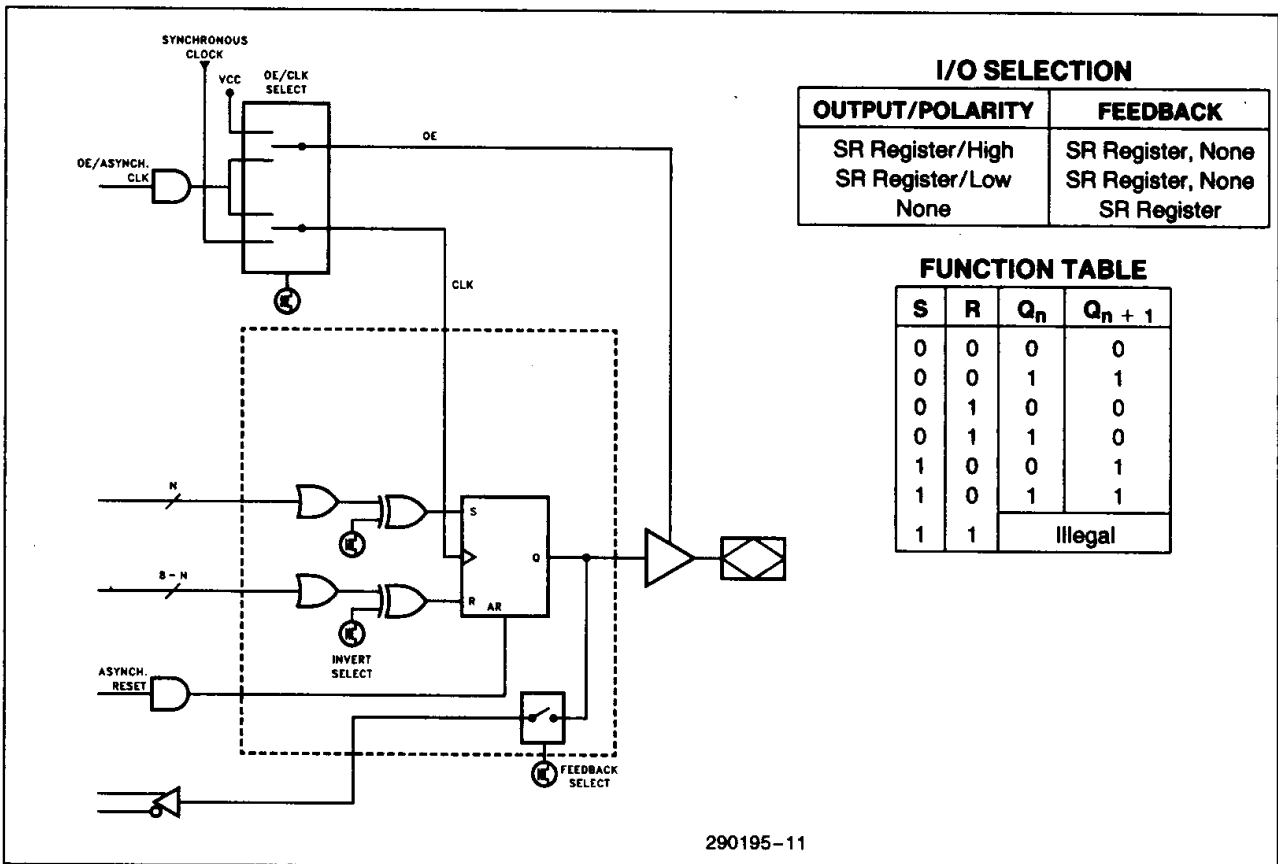 SYNCHRONOUS
CLOCK
VCC
OE/CLK
SELECT
OE
OE/ASYNCH.
CLK
CLK
N
S
8-N
Q
R
AR
INVERT
SELECT
ASYNCH.
RESET
FEEDBACK
SELECT
I/O SELECTION
OUTPUT/POLARITY FEEDBACK
SR Register/High SR Register, None
SR Register/Low SR Register, None
None SR Register
FUNCTION TABLE
S R Qn Qn + 1
0 0 0 0
0 0 1 1
0 1 0 0
0 1 1 0
1 0 0 1
1 0 1 1
1 1 Illegal
290195-11